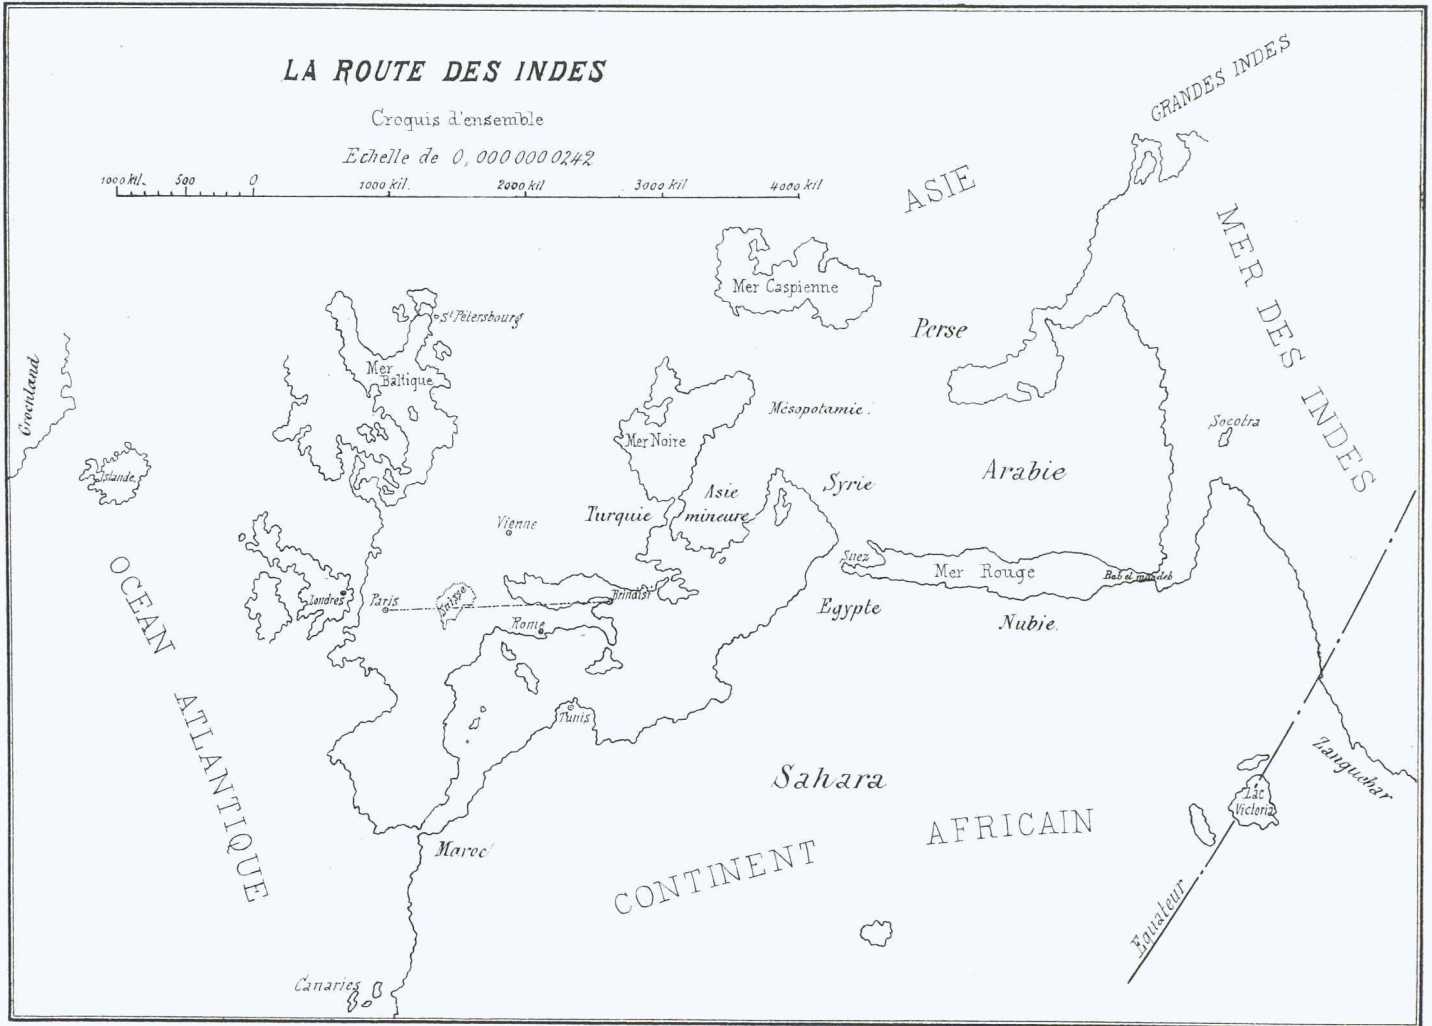 LA ROUTE DES INDES
Croquis d'ensemble
Echelle de 0,0000000242
1000 kil. 500 0 1000 kil. 2000 kil 3000 kil 4000 kil
GRANDES INDES
ASIE
MER DES INDES
Mer Caspienne
St Pétersbourg
Perse
Mer
Baltique
Groenland
Mésopotamie.
Socotra
Mer Noire
Islande
Arabie
Syrie
Asie
mineure
Turquie
Vienne
Suez
Mer Rouge
Bab el mandeb
Londres
Paris
Suisse
Brindisi
Egypte
Nubie.
Rome
OCEAN ATLANTIQUE
Tunis
Zanguebar
Sahara
Lac
Victoria
CONTINENT AFRICAIN
Maroc
Equateur
Canaries